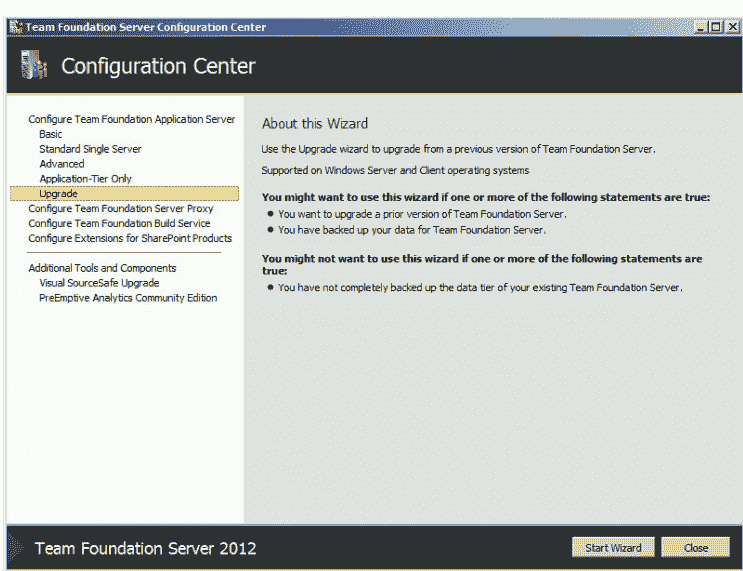 Team Foundation Server Configuration Center
Configuration Center
Configure Team Foundation Application Server
Basic
Standard Single Server
Advanced
Application-Tier Only
Upgrade
Configure Team Foundation Server Proxy
Configure Team Foundation Build Service
Configure Extensions for SharePoint Products
Additional Tools and Components
Visual SourceSafe Upgrade
PreEmptive Analytics Community Edition
About this Wizard
Use the Upgrade wizard to upgrade from a previous version of Team Foundation Server.
Supported on Windows Server and Client operating systems
You might want to use this wizard if one or more of the following statements are true:
● You want to upgrade a prior version of Team Foundation Server.
● You have backed up your data for Team Foundation Server.
You might not want to use this wizard if one or more of the following statements are
true:
● You have not completely backed up the data tier of your existing Team Foundation Server.
Team Foundation Server 2012
Start Wizard
Close